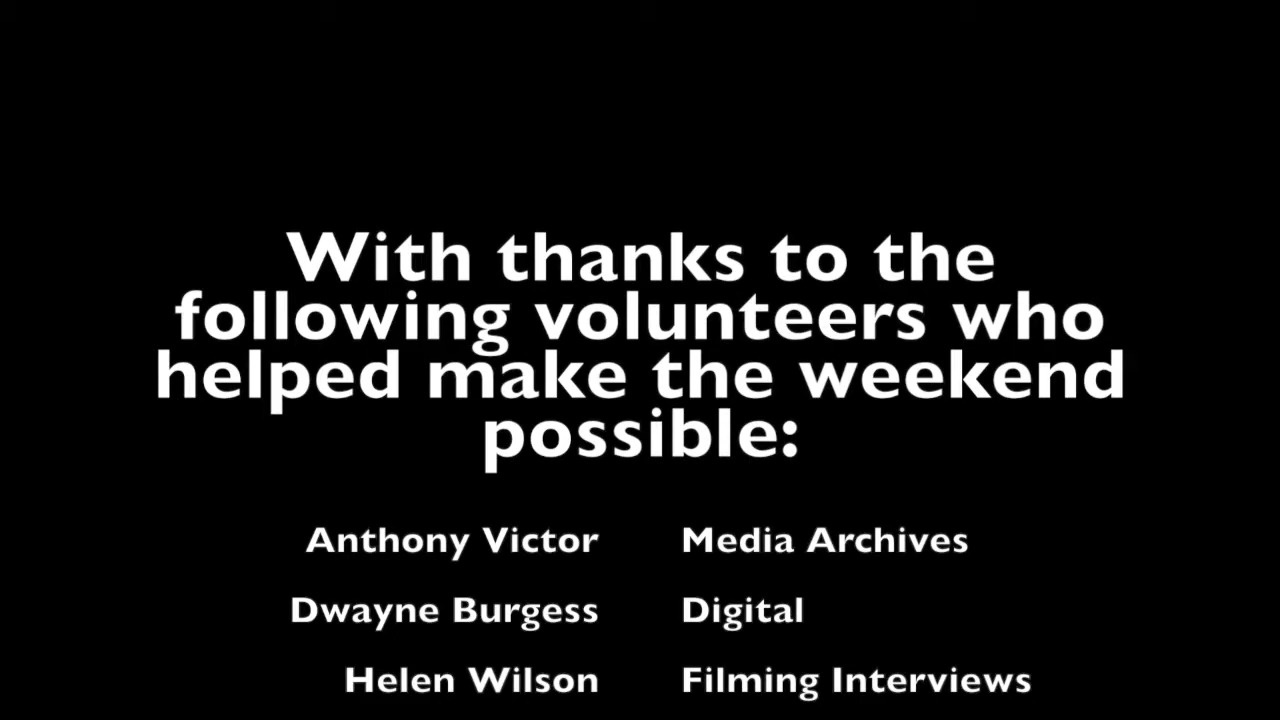 With thanks to the
following volunteers who
helped make the weekend
possible:
Anthony Victor Media Archives
Dwayne Burgess Digital
Helen Wilson Filming Interviews